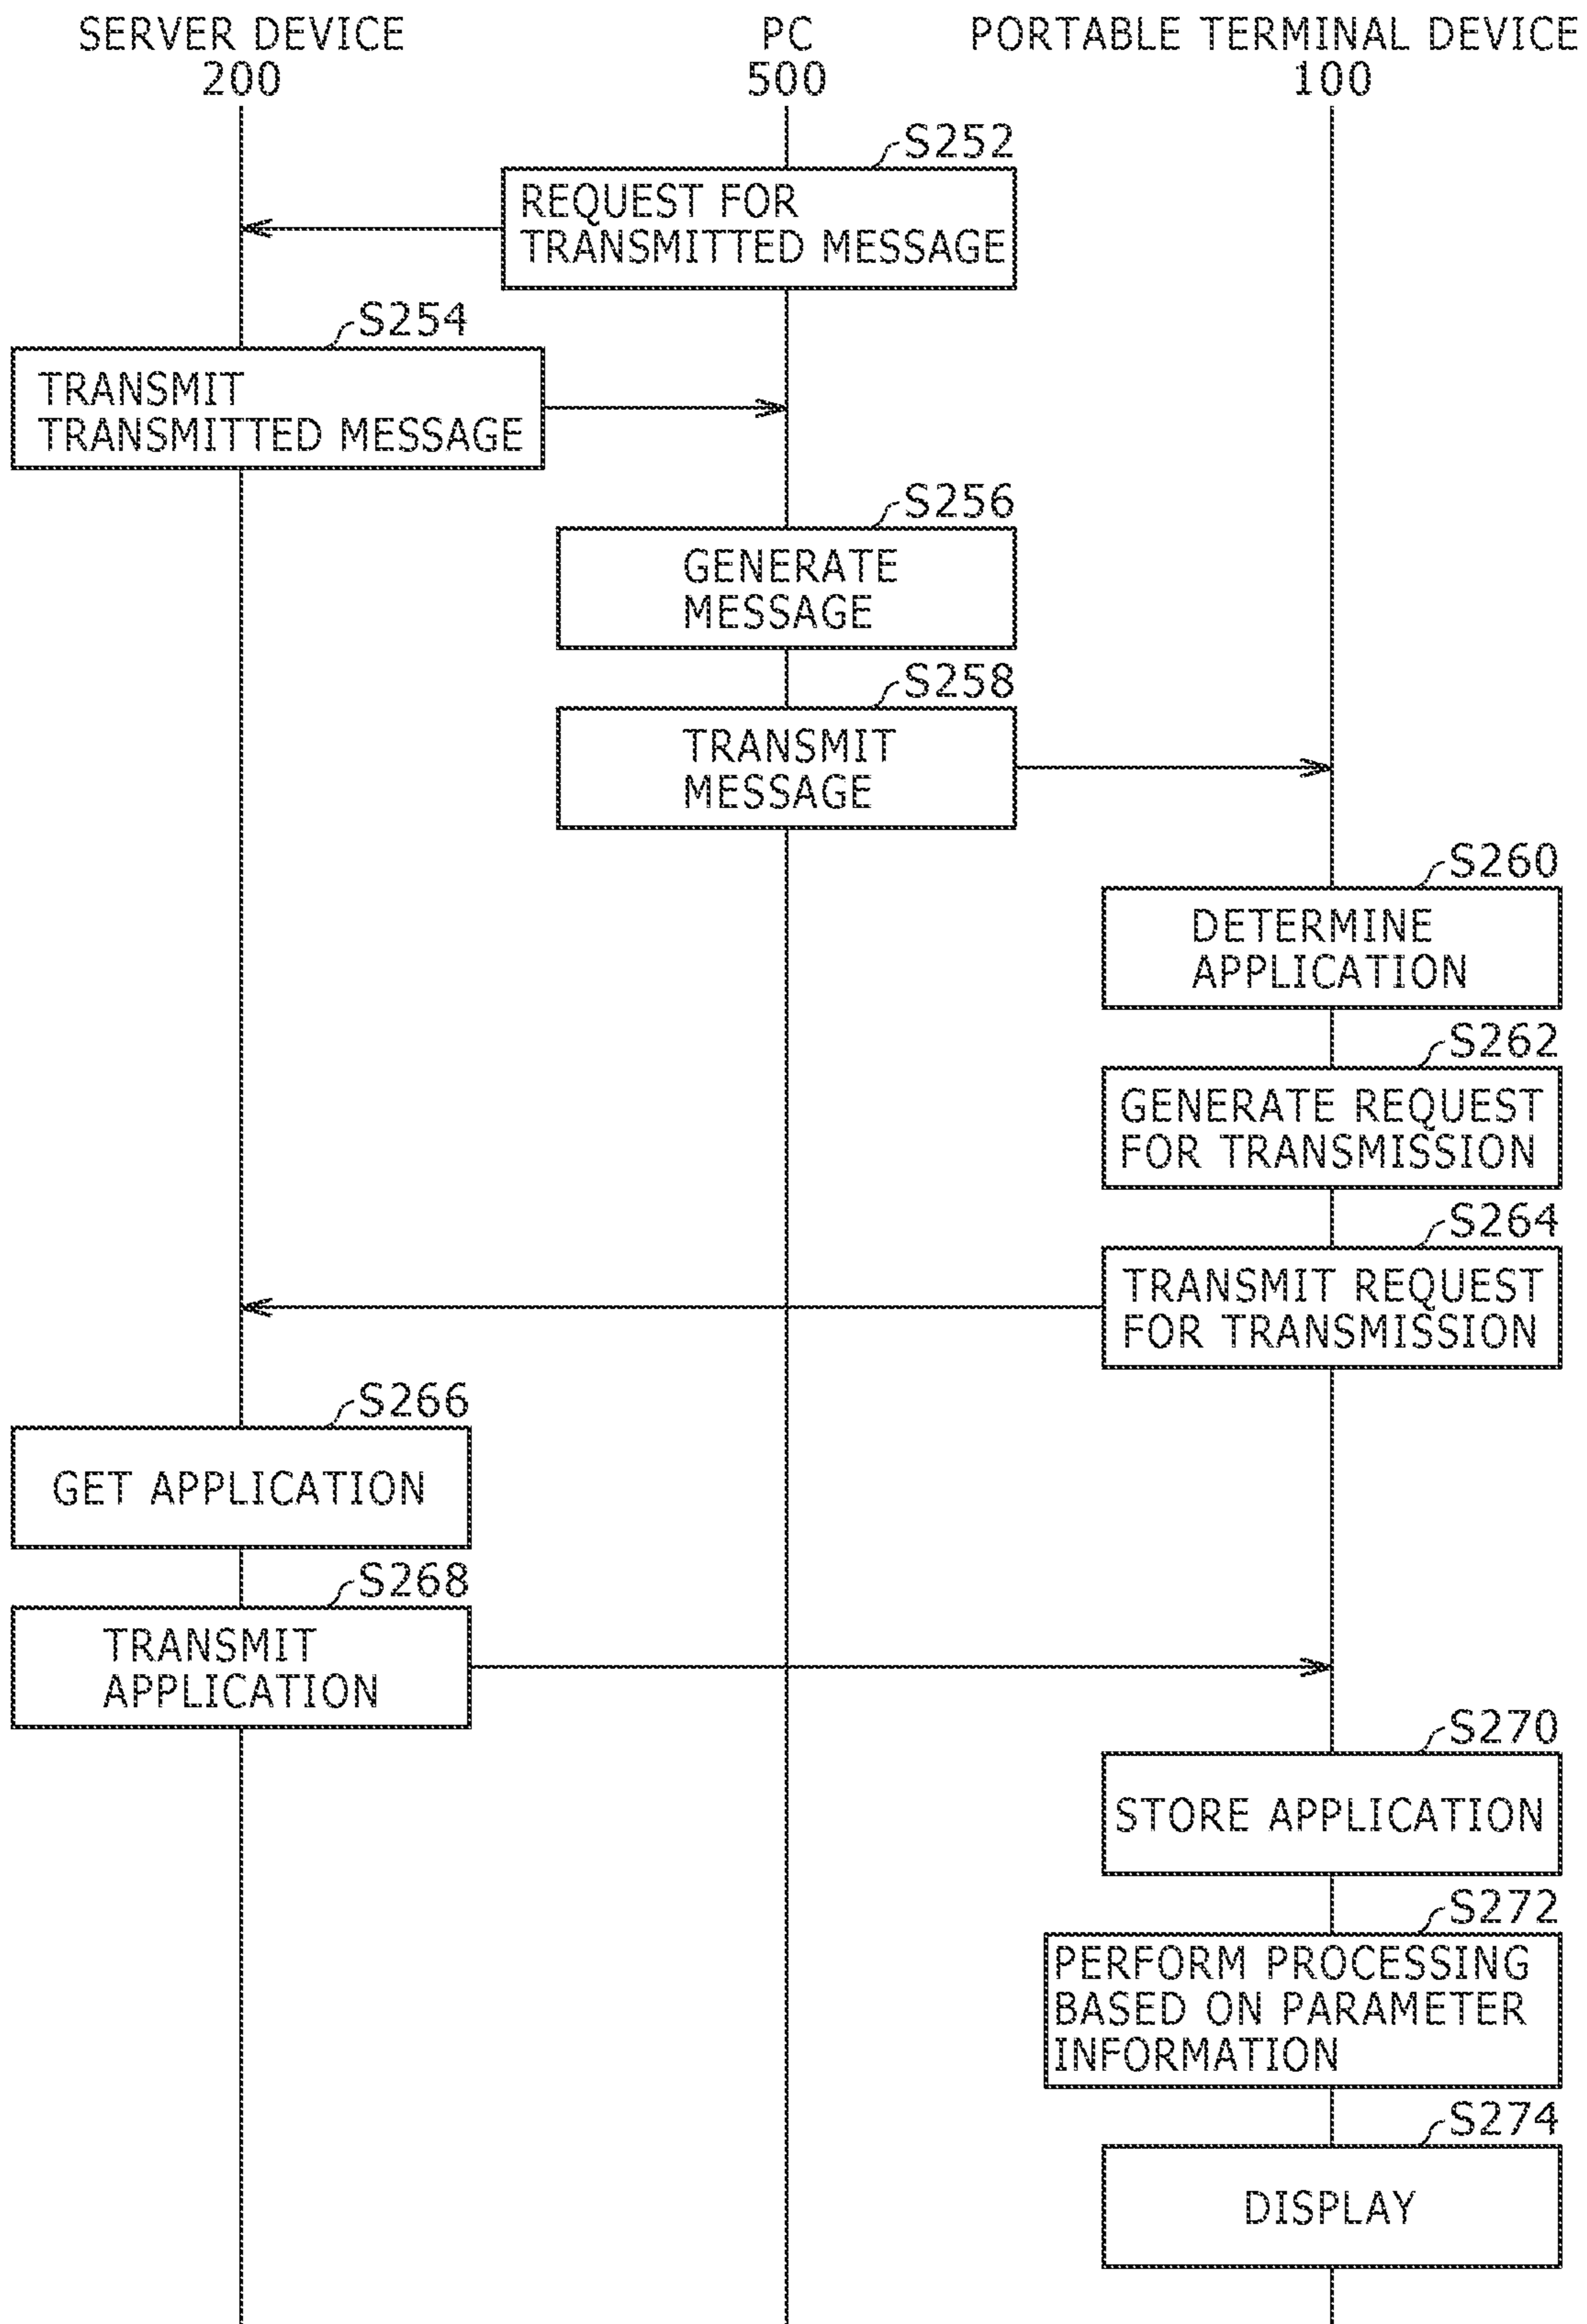 SERVER DEVICE
200
PC
500
PORTABLE TERMINAL DEVICE
100
S252
REQUEST FOR
TRANSMITTED MESSAGE
S254
TRANSMIT
TRANSMITTED MESSAGE
S256
GENERATE
MESSAGE
S258
TRANSMIT
MESSAGE
S260
DETERMINE
APPLICATION
S262
GENERATE REQUEST
FOR TRANSMISSION
S264
TRANSMIT REQUEST
FOR TRANSMISSION
S266
GET APPLICATION
S268
TRANSMIT
APPLICATION
S270
STORE APPLICATION
S272
PERFORM PROCESSING
BASED ON PARAMETER
INFORMATION
S274
DISPLAY